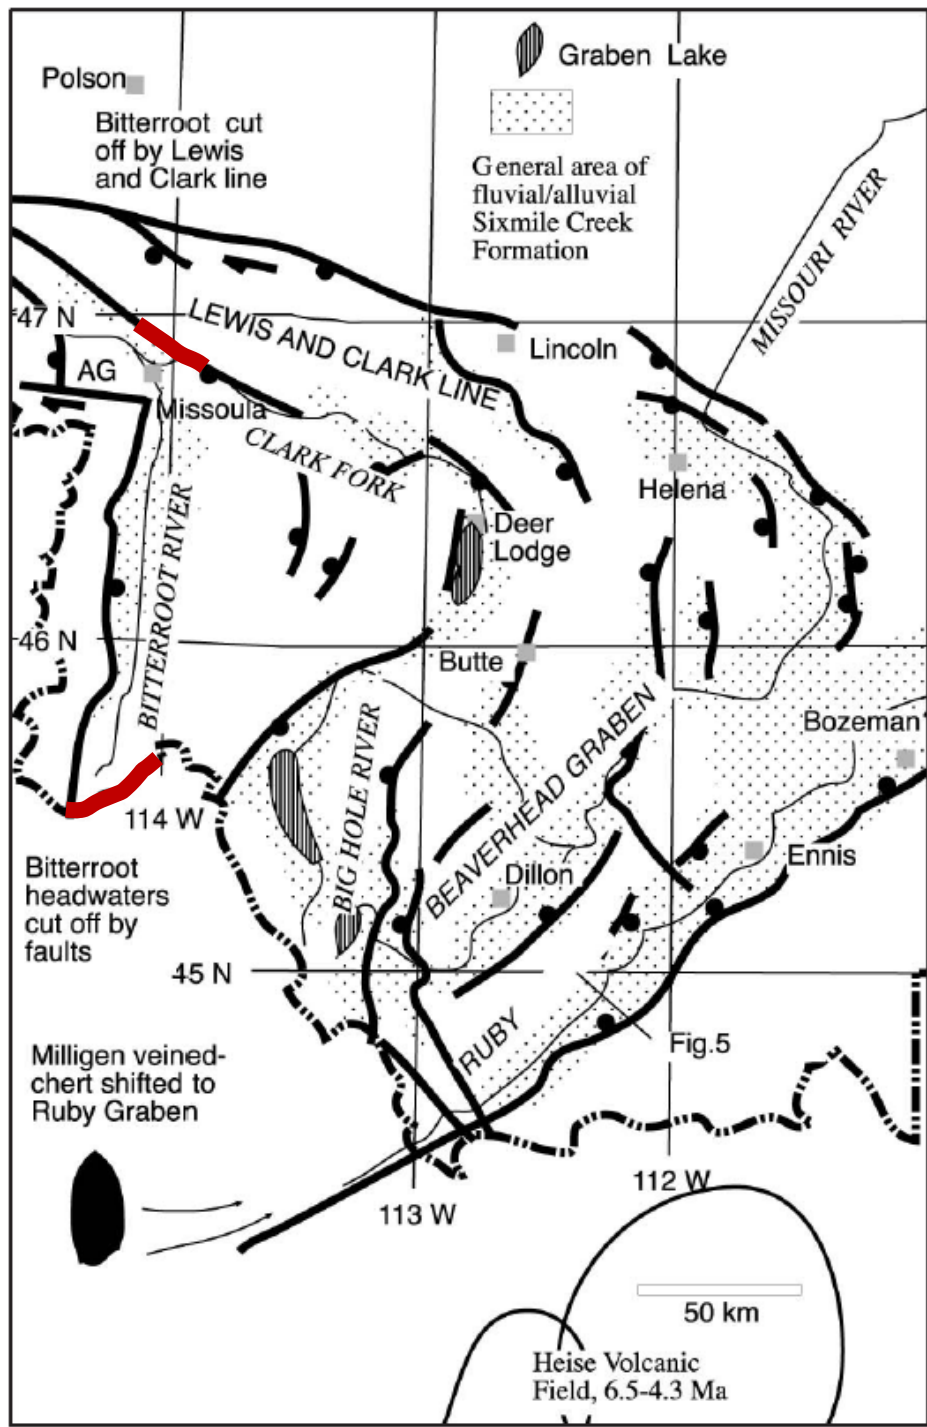 Graben Lake
Polson
Bitterroot cut
off by Lewis
and Clark line
General area of
fluvial/alluvial
Sixmile Creek
Formation
MISSOURI RIVER
47 N
LEWIS AND CLARK LINE
Lincoln
AG
Missoula
CLARK FORK
Helena
BITTERROOT RIVER
Deer
Lodge
46 N
Butte
Bozeman
BIG HOLE RIVER
BEAVERHEAD GRABEN
114 W
Ennis
Dillon
Bitterroot
headwaters
cut off by
faults
45 N
RUBY
Fig.5
Milligen veined-
chert shifted to
Ruby Graben
112 W
113 W
50 km
Heise Volcanic
Field, 6.5-4.3 Ma